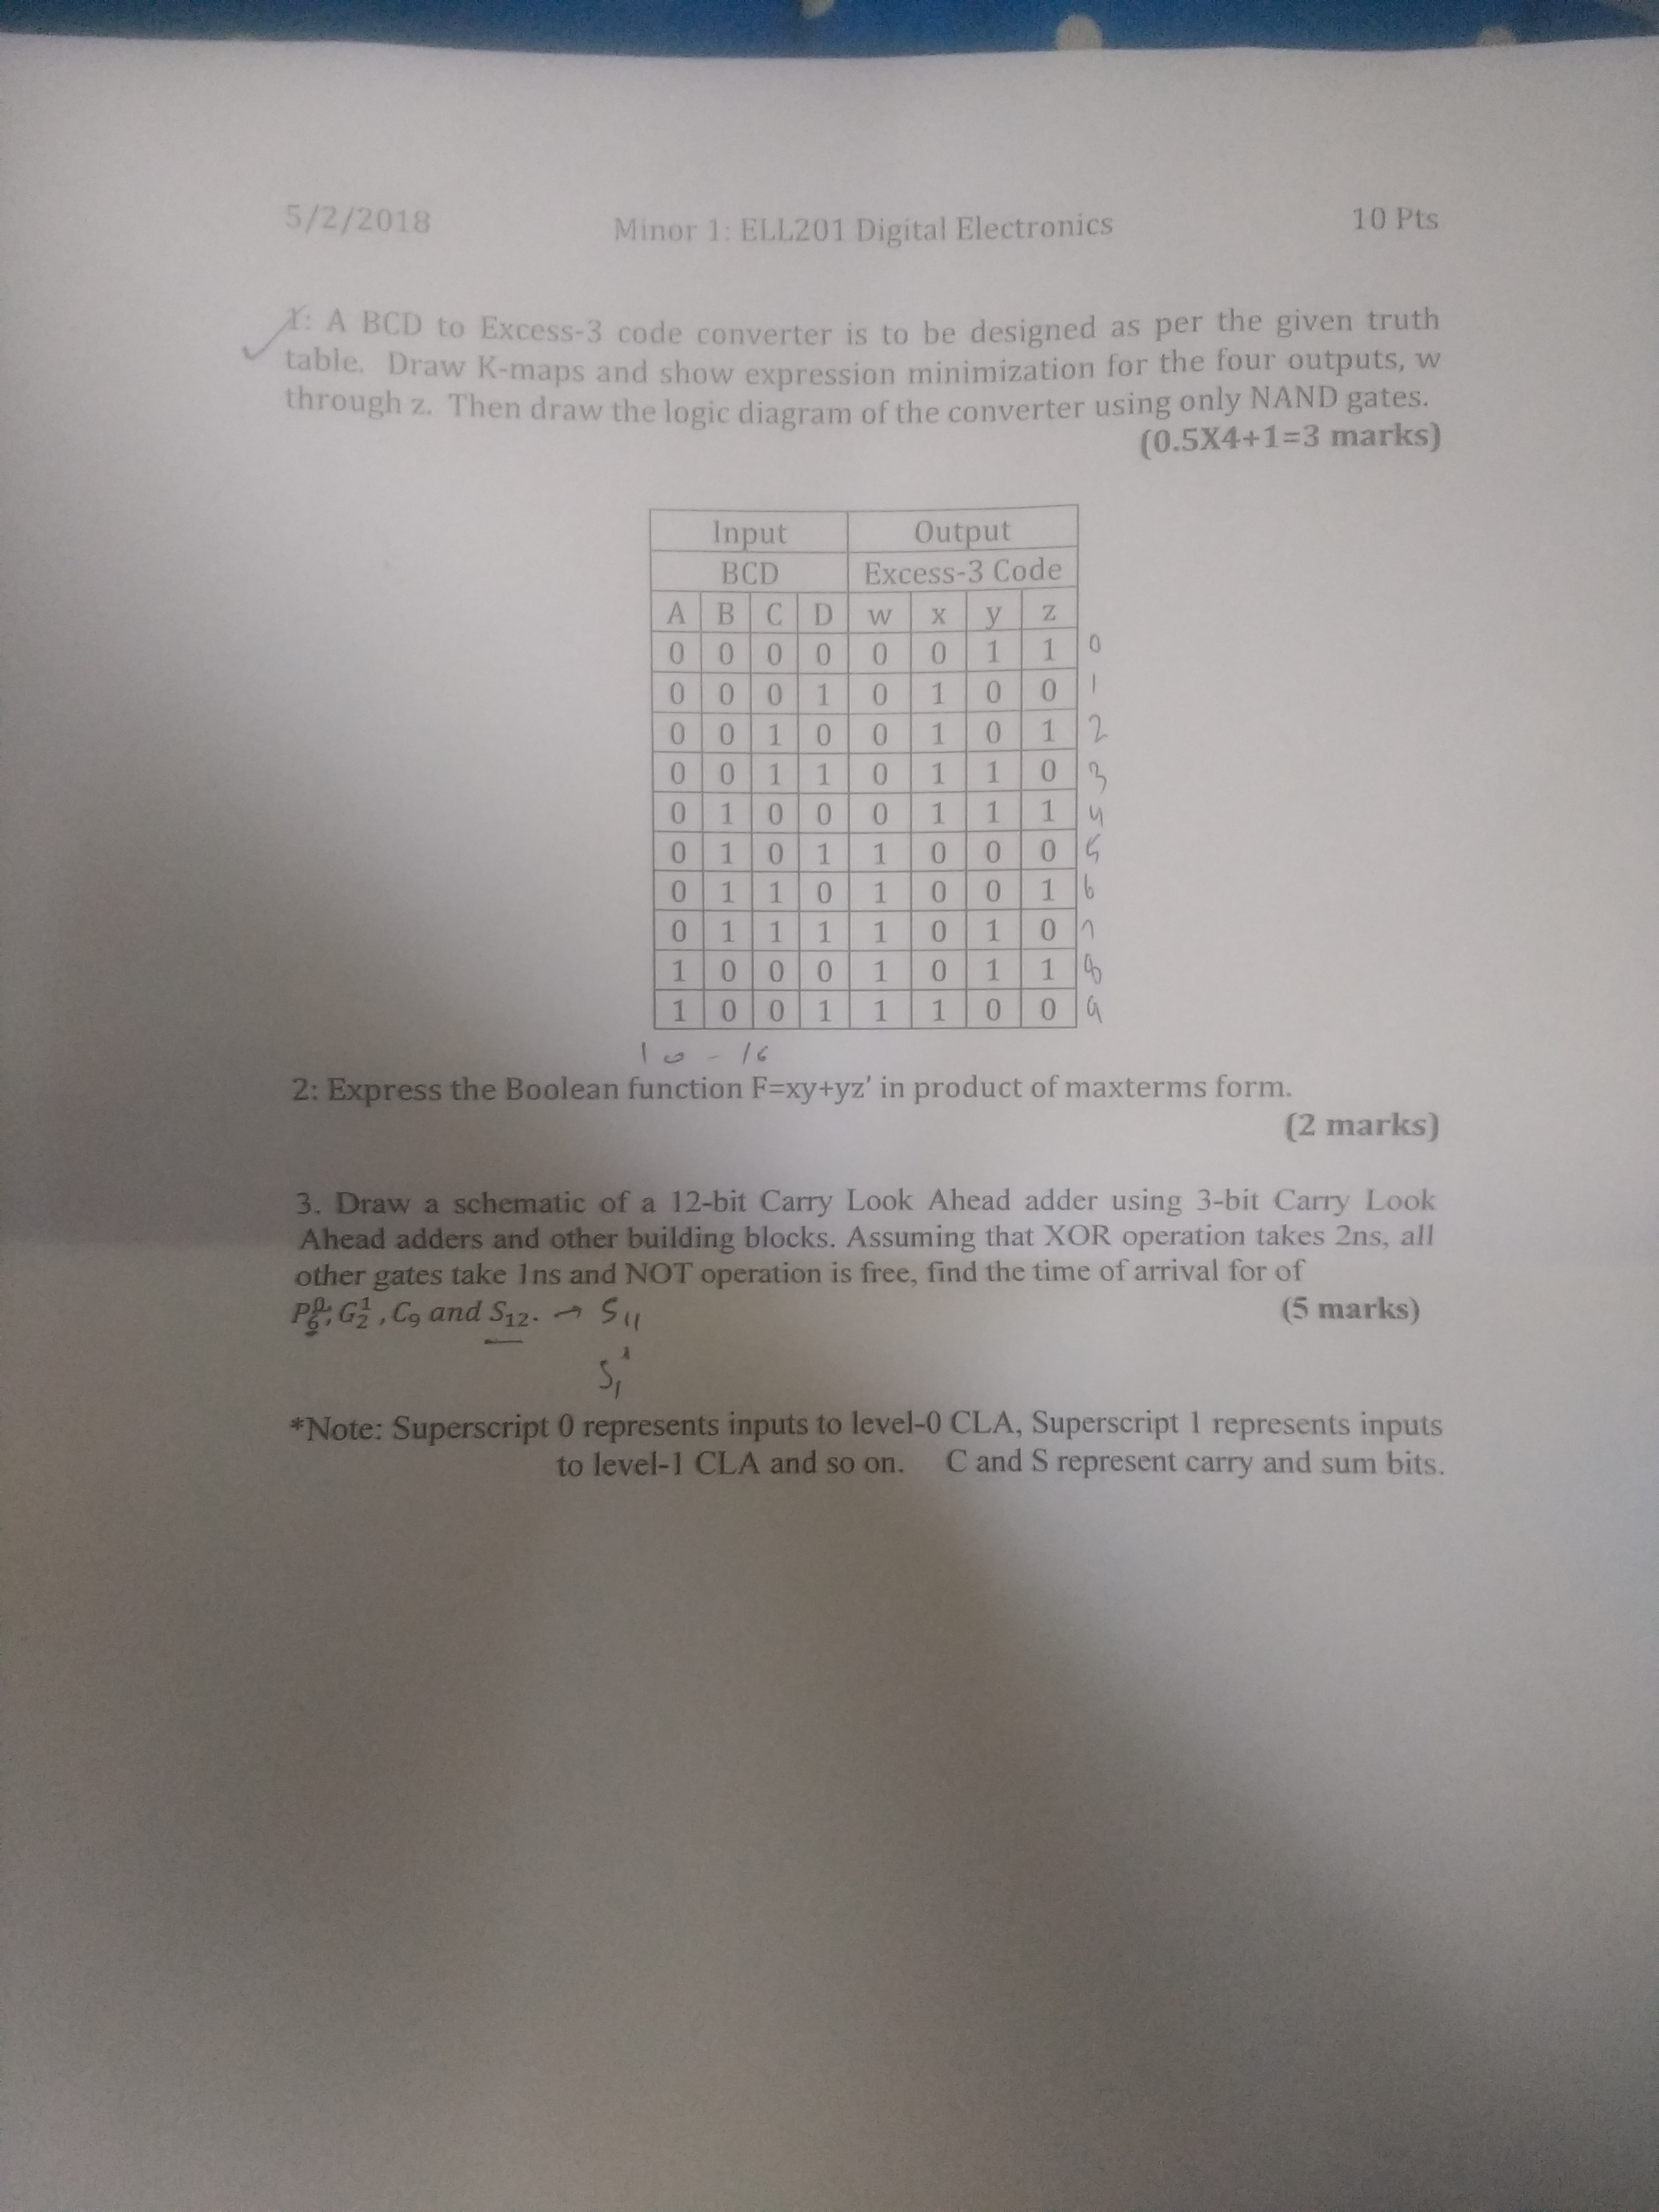 5/2/2018 Minor 1: ELL201 Digital Electronics 10 Pts
1: A BCD to Excess-3 code converter is to be designed as per the given truth
table. Draw K-maps and show expression minimization for the four outputs, w
through z. Then draw the logic diagram of the converter using only NAND gates.
(0.5X4+1=3 marks)
Input Output
BCD Excess-3 Code
A B C D w x y z
0 0 0 0 0 0 1 1 0
0 0 0 1 0 1 0 0 1
0 0 1 0 0 1 0 1 2
0 0 1 1 0 1 1 0 3
0 1 0 0 0 1 1 1 4
0 1 0 1 1 0 0 0 5
0 1 1 0 1 0 0 1 6
0 1 1 1 1 0 1 0 7
1 0 0 0 1 0 1 1 8
1 0 0 1 1 1 0 0 9
10 - 16
2: Express the Boolean function F=xy+yz' in product of maxterms form.
(2 marks)
3. Draw a schematic of a 12-bit Carry Look Ahead adder using 3-bit Carry Look
Ahead adders and other building blocks. Assuming that XOR operation takes 2ns, all
other gates take 1ns and NOT operation is free, find the time of arrival for of
P₆⁰, G₂¹, C₉ and S₁₂. → S₁₁ (5 marks)
S₁¹
*Note: Superscript 0 represents inputs to level-0 CLA, Superscript 1 represents inputs
to level-1 CLA and so on. C and S represent carry and sum bits.